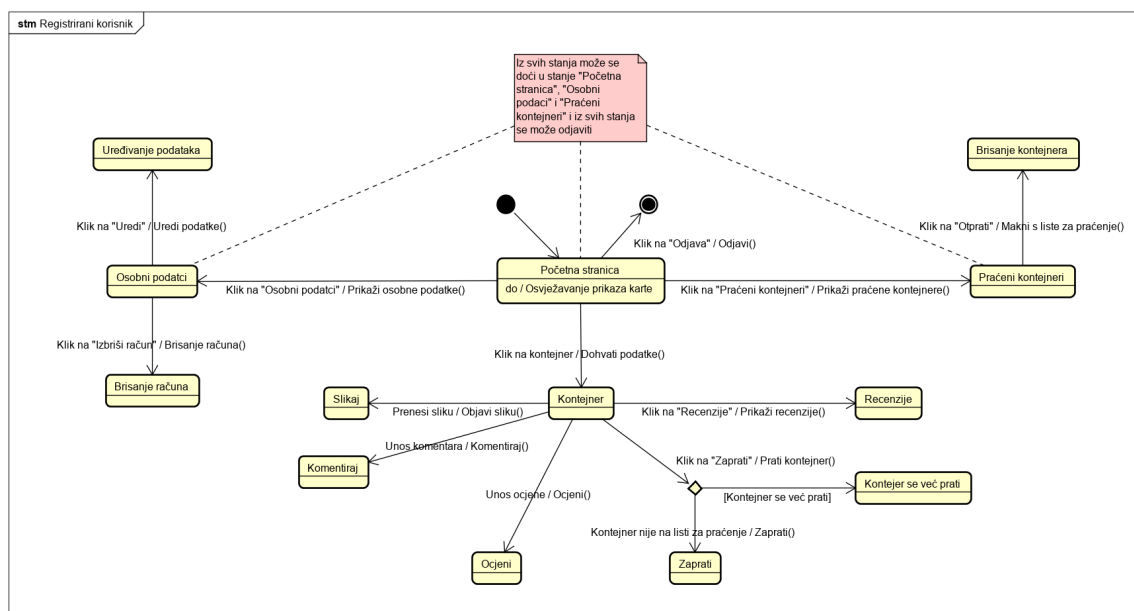 stm Registrirani korisnik
Iz svih stanja može se
doći u stanje "Početna
stranica", "Osobni
podaci" i "Praćeni
kontejneri" i iz svih stanja
se može odjaviti
Uređivanje podataka
Brisanje kontejnera
Klik na "Uredi" / Uredi podatke()
Klik na "Otprati" / Makni s liste za praćenje()
Klik na "Odjava" / Odjavi()
Osobni podatci
Početna stranica
do / Osvježavanje prikaza karte
Praćeni kontejneri
Klik na "Osobni podatci" / Prikaži osobne podatke()
Klik na "Praćeni kontejneri" / Prikaži praćene kontejnere()
Klik na "Izbriši račun" / Brisanje računa()
Klik na kontejner / Dohvati podatke()
Brisanje računa
Slikaj
Kontejner
Recenzije
Prenesi sliku / Objavi sliku()
Klik na "Recenzije" / Prikaži recenzije()
Unos komentara / Komentiraj()
Komentiraj
Klik na "Zaprati" / Prati kontejner()
Kontejer se već prati
[Kontejner se već prati]
Unos ocjene / Ocjeni()
Kontejner nije na listi za praćenje / Zaprati()
Ocjeni
Zaprati